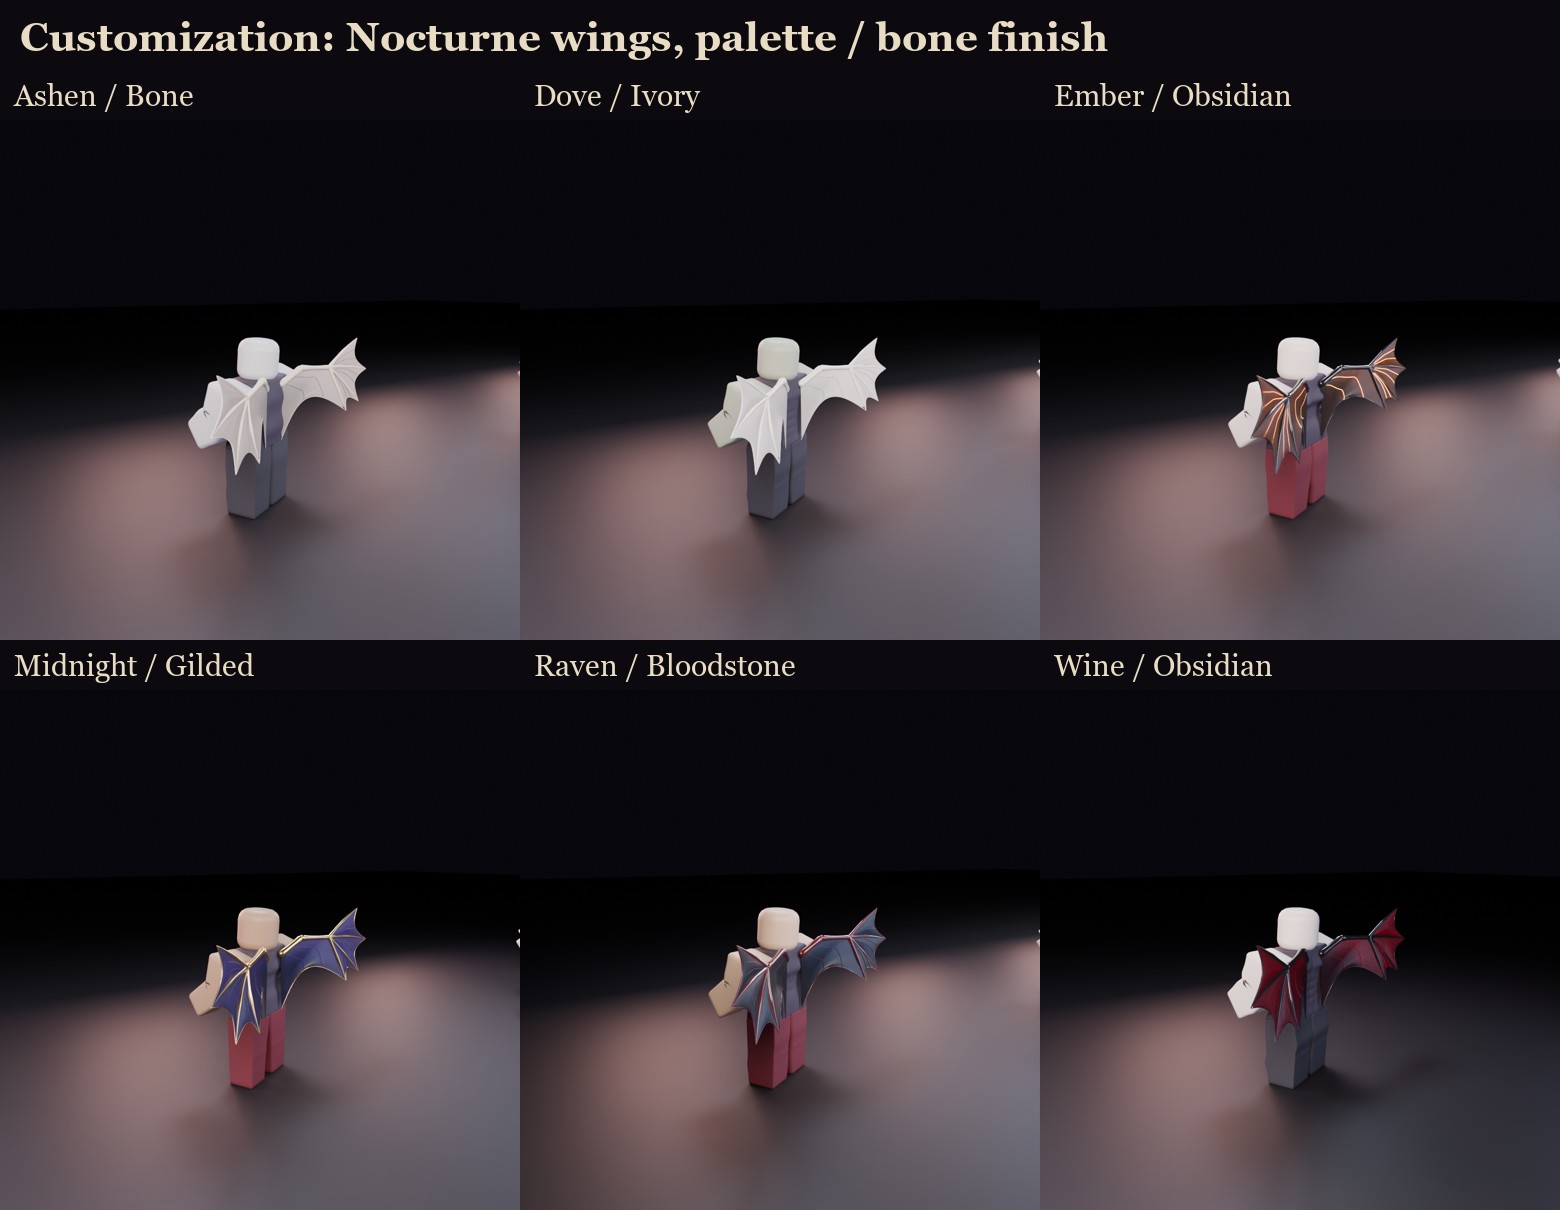 Customization: Nocturne wings, palette / bone finish
Ashen / Bone
Dove / Ivory
Ember / Obsidian
Midnight / Gilded
Raven / Bloodstone
Wine / Obsidian